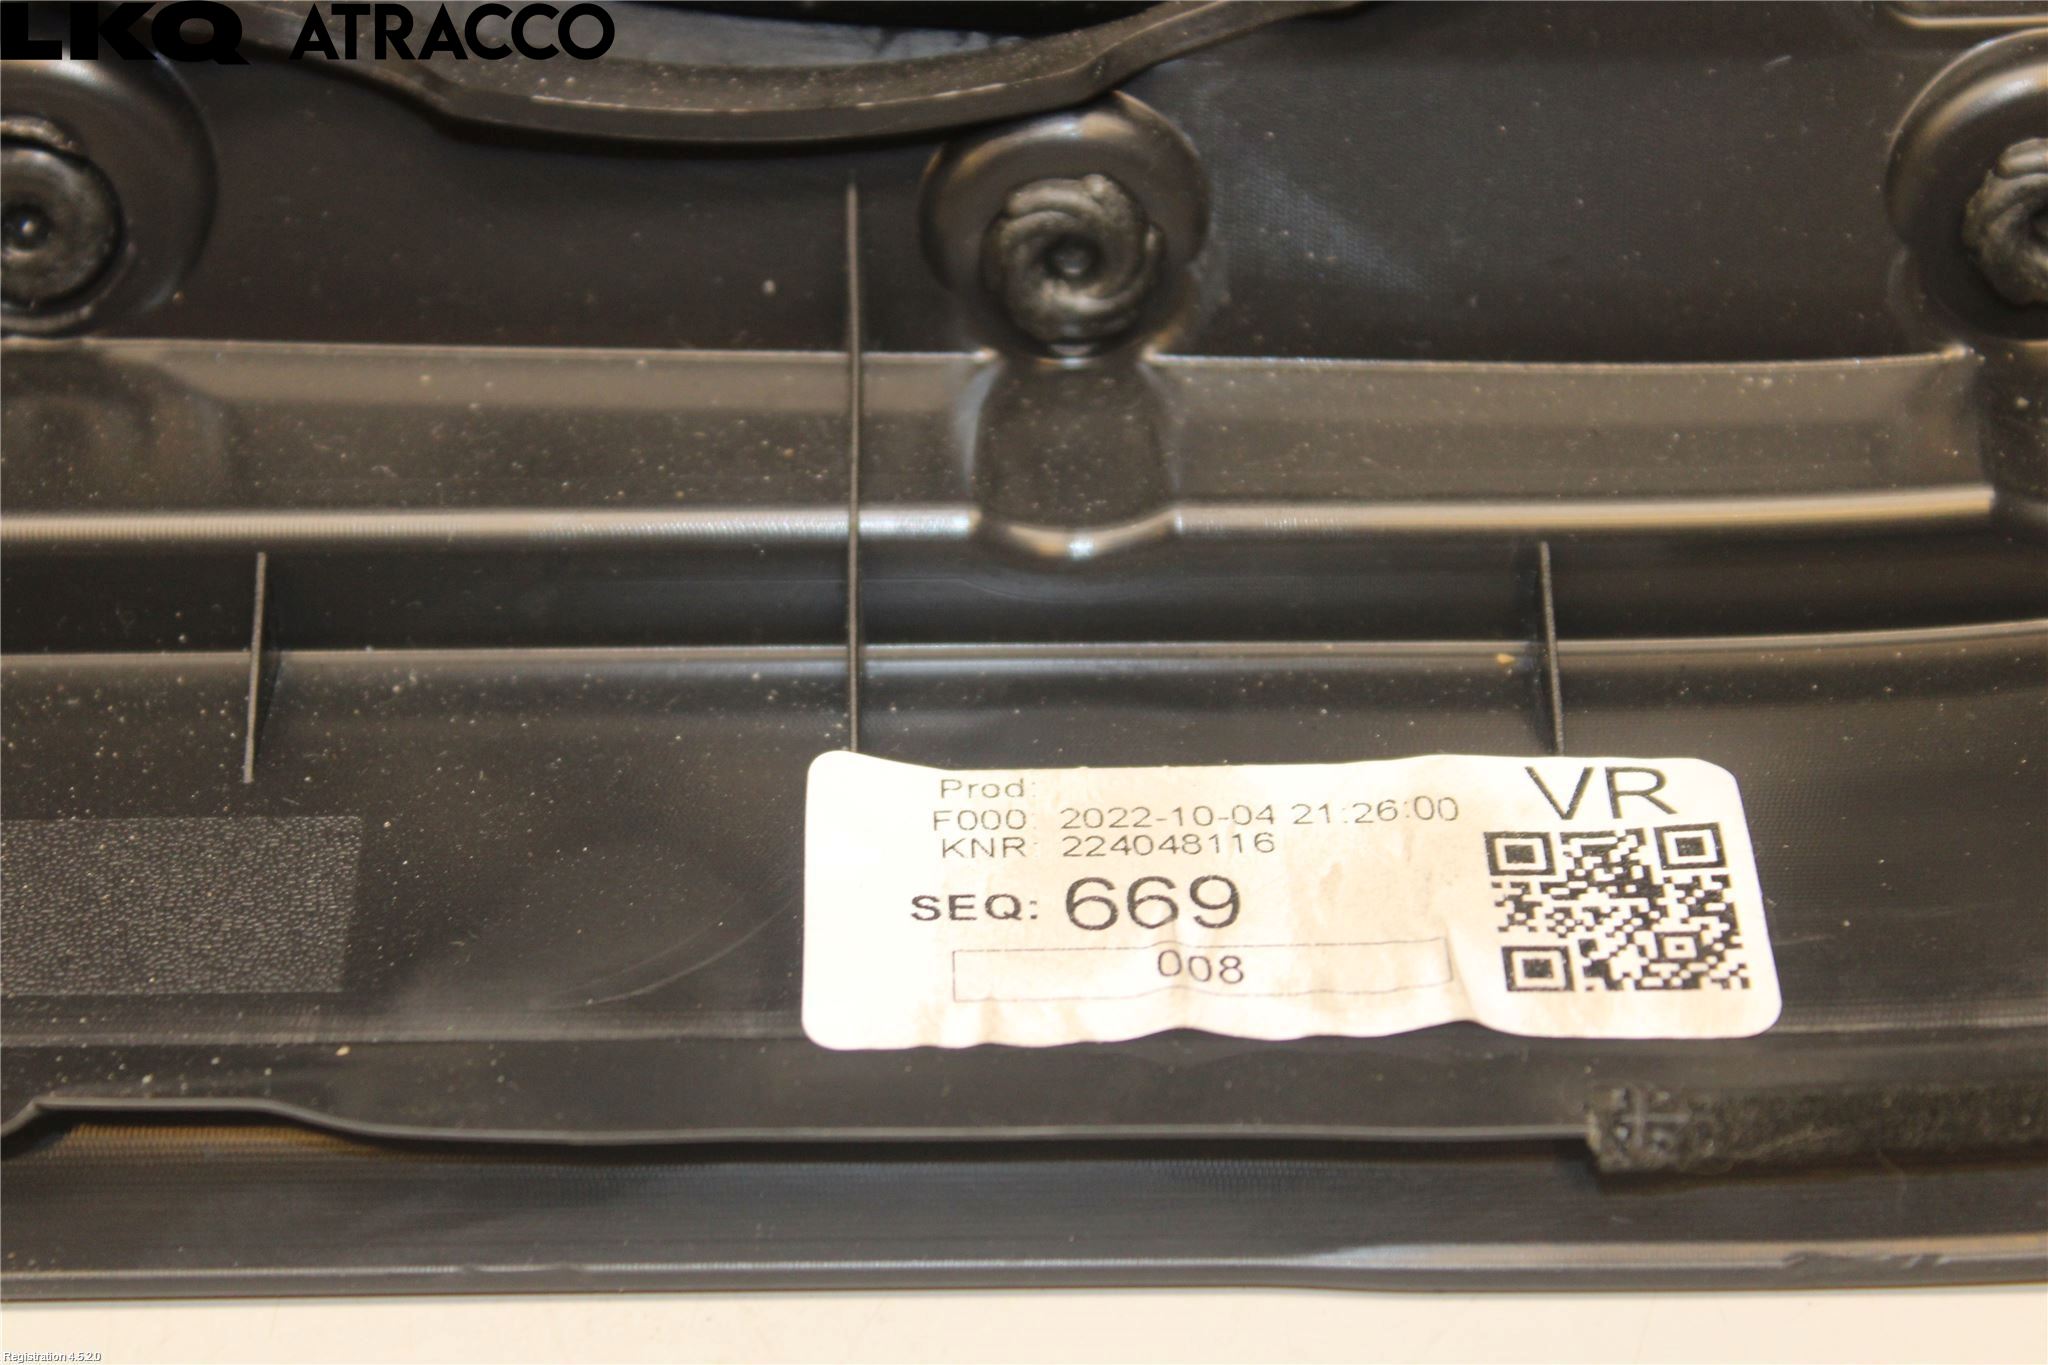 LKQ ATRACCO
Prod:
F000: 2022-10-04 21:26:00
KNR: 224048116
SEQ: 669
008
VR
Registration 4.5.2.0